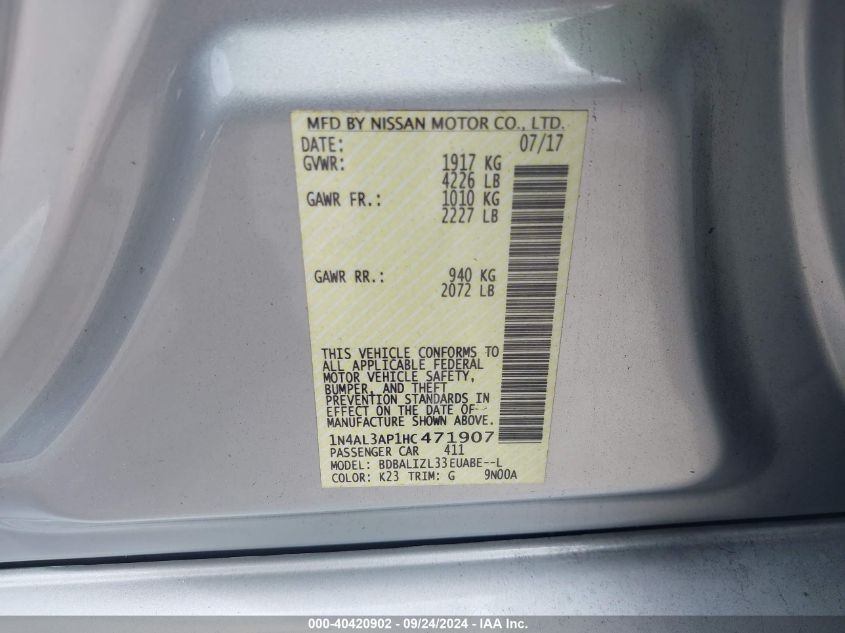 MFD BY NISSAN MOTOR CO., LTD.
DATE: 07/17
GVWR: 1917 KG
4226 LB
GAWR FR.: 1010 KG
2227 LB
GAWR RR.: 940 KG
2072 LB
THIS VEHICLE CONFORMS TO
ALL APPLICABLE FEDERAL
MOTOR VEHICLE SAFETY,
BUMPER, AND THEFT
PREVENTION STANDARDS IN
EFFECT ON THE DATE OF
MANUFACTURE SHOWN ABOVE.
1N4AL3AP1HC471907
PASSENGER CAR 411
MODEL: BDBALIZL33EUABE--L
COLOR: K23 TRIM: G 9N00A
000-40420902 - 09/24/2024 - IAA Inc.